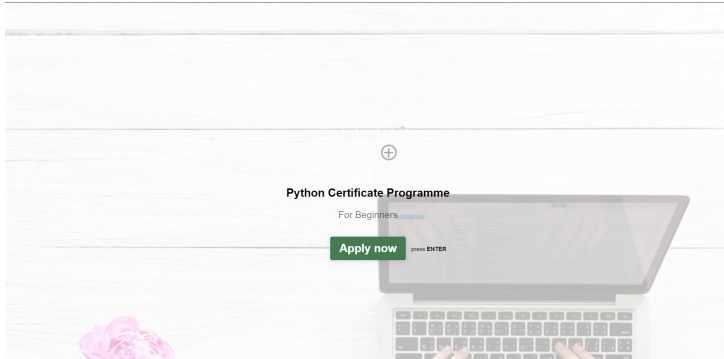 Python Certificate Programme
For Beginners
Apply now press ENTER